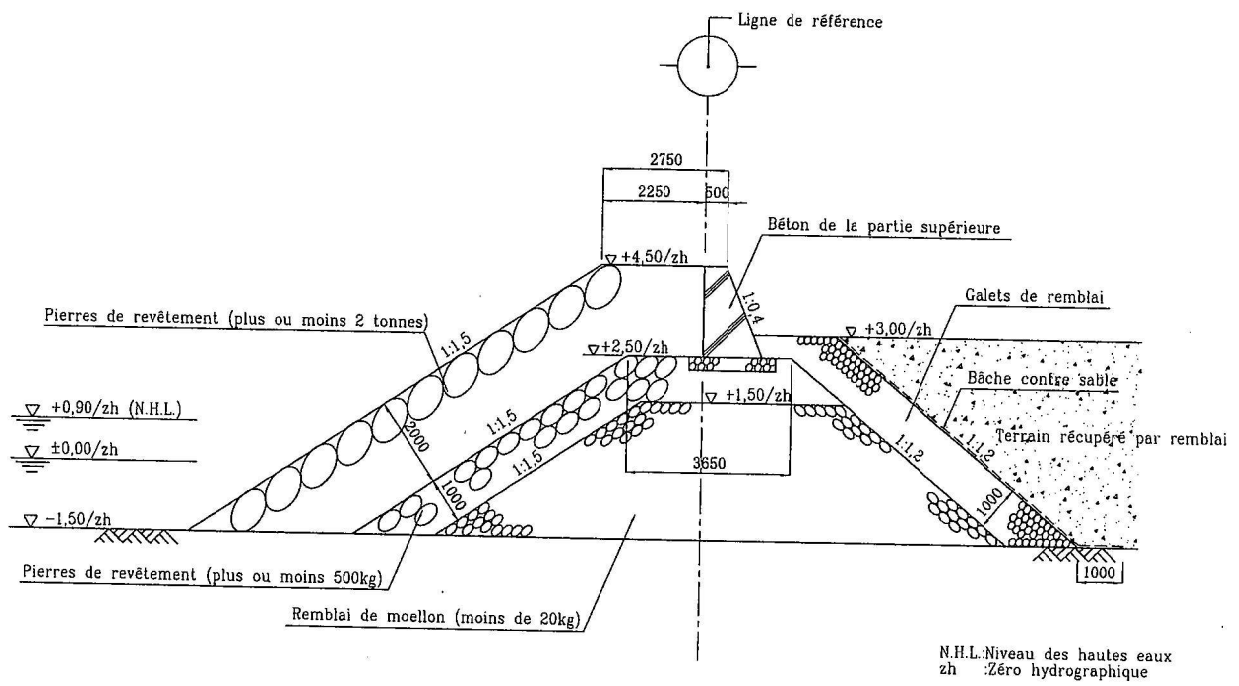 Ligne de référence
2750
2250
500
Béton de la partie supérieure
+4,50/zh
1:0,4
Galets de remblai
Pierres de revêtement (plus ou moins 2 tonnes)
1:1,5
+3,00/zh
+2,50/zh
Bâche contre sable
+0,90/zh (N.H.L.)
+1,50/zh
2000
1:1,5
1:1,5
1:1,2
1:1,2
Terrain récupéré par remblai
±0,00/zh
3650
1000
1000
-1,50/zh
Pierres de revêtement (plus ou moins 500kg)
1000
Remblai de moellon (moins de 20kg)
N.H.L.:Niveau des hautes eaux
zh :Zéro hydrographique